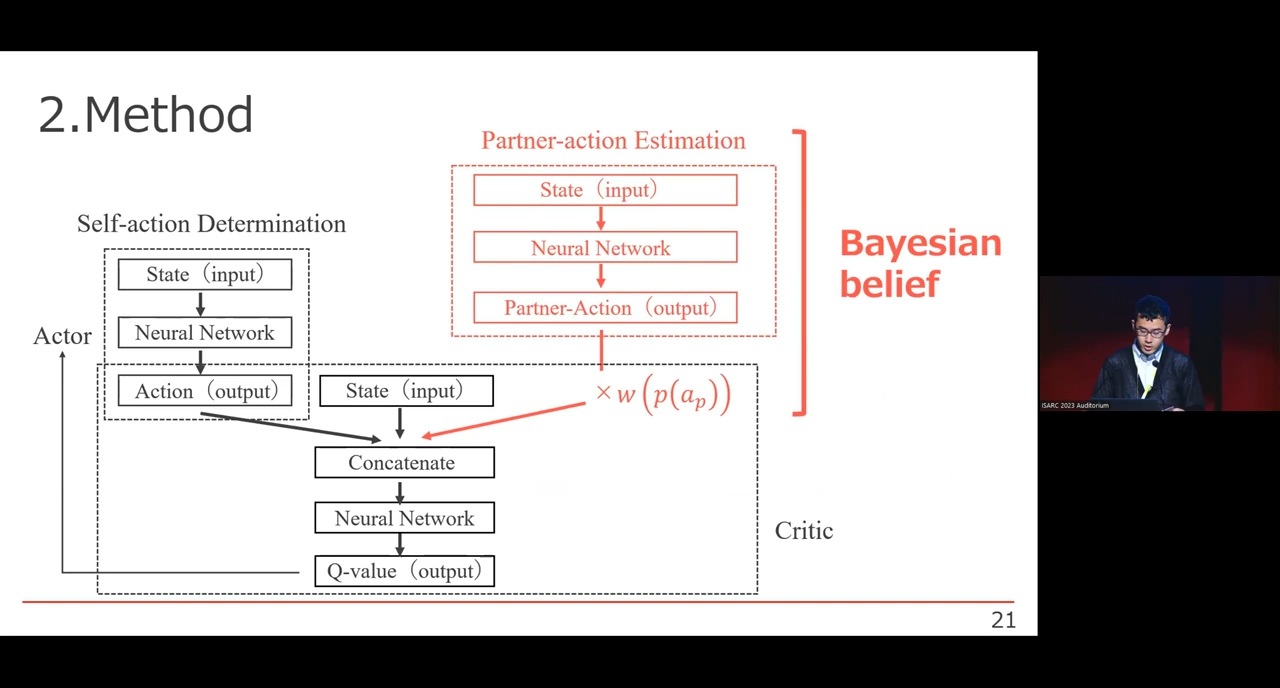 2.Method
Partner-action Estimation
State（input）
Neural Network
Partner-Action（output）
Bayesian
belief
Self-action Determination
State（input）
Neural Network
Action（output）
Actor
State（input）
× w (p(a_p))
Concatenate
Neural Network
Q-value（output）
Critic
21
ISARC 2023 Auditorium